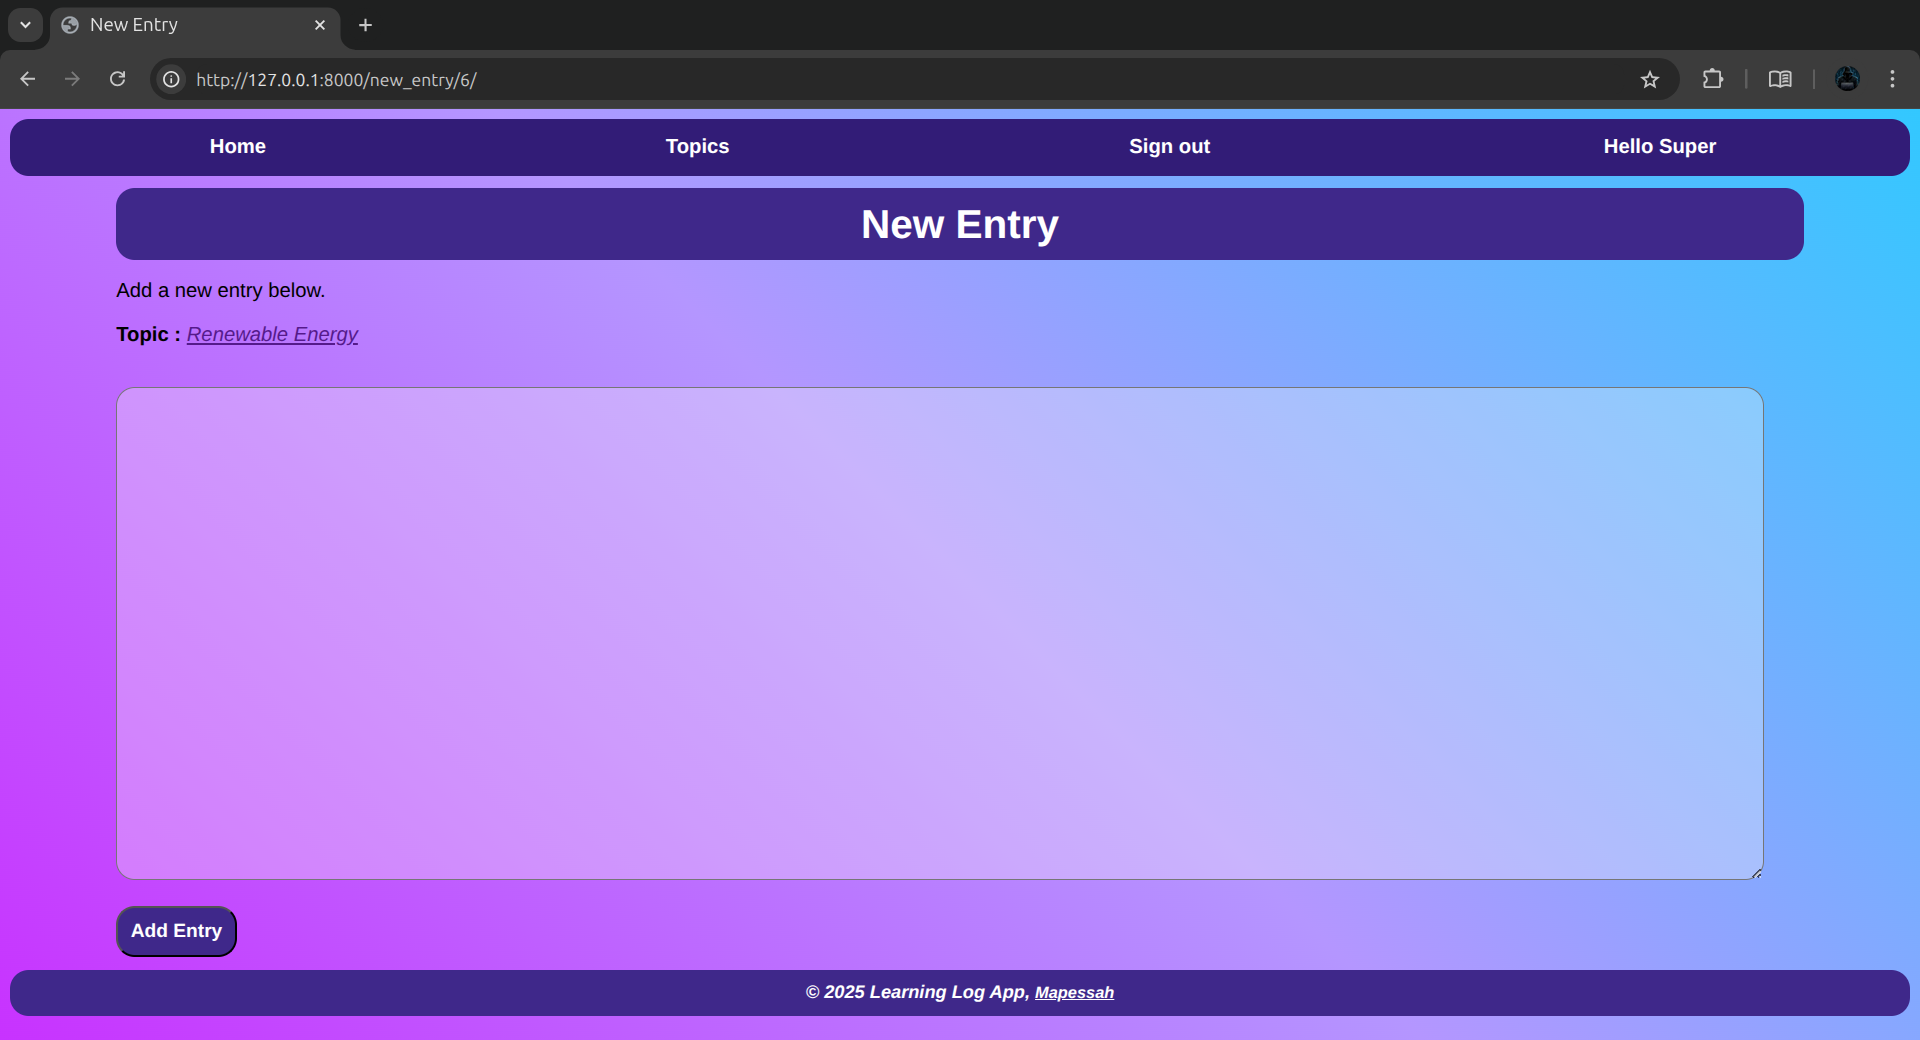 New Entry
http://127.0.0.1:8000/new_entry/6/
Home Topics Sign out Hello Super
New Entry
Add a new entry below.
Topic : Renewable Energy
Add Entry
© 2025 Learning Log App, Mapessah